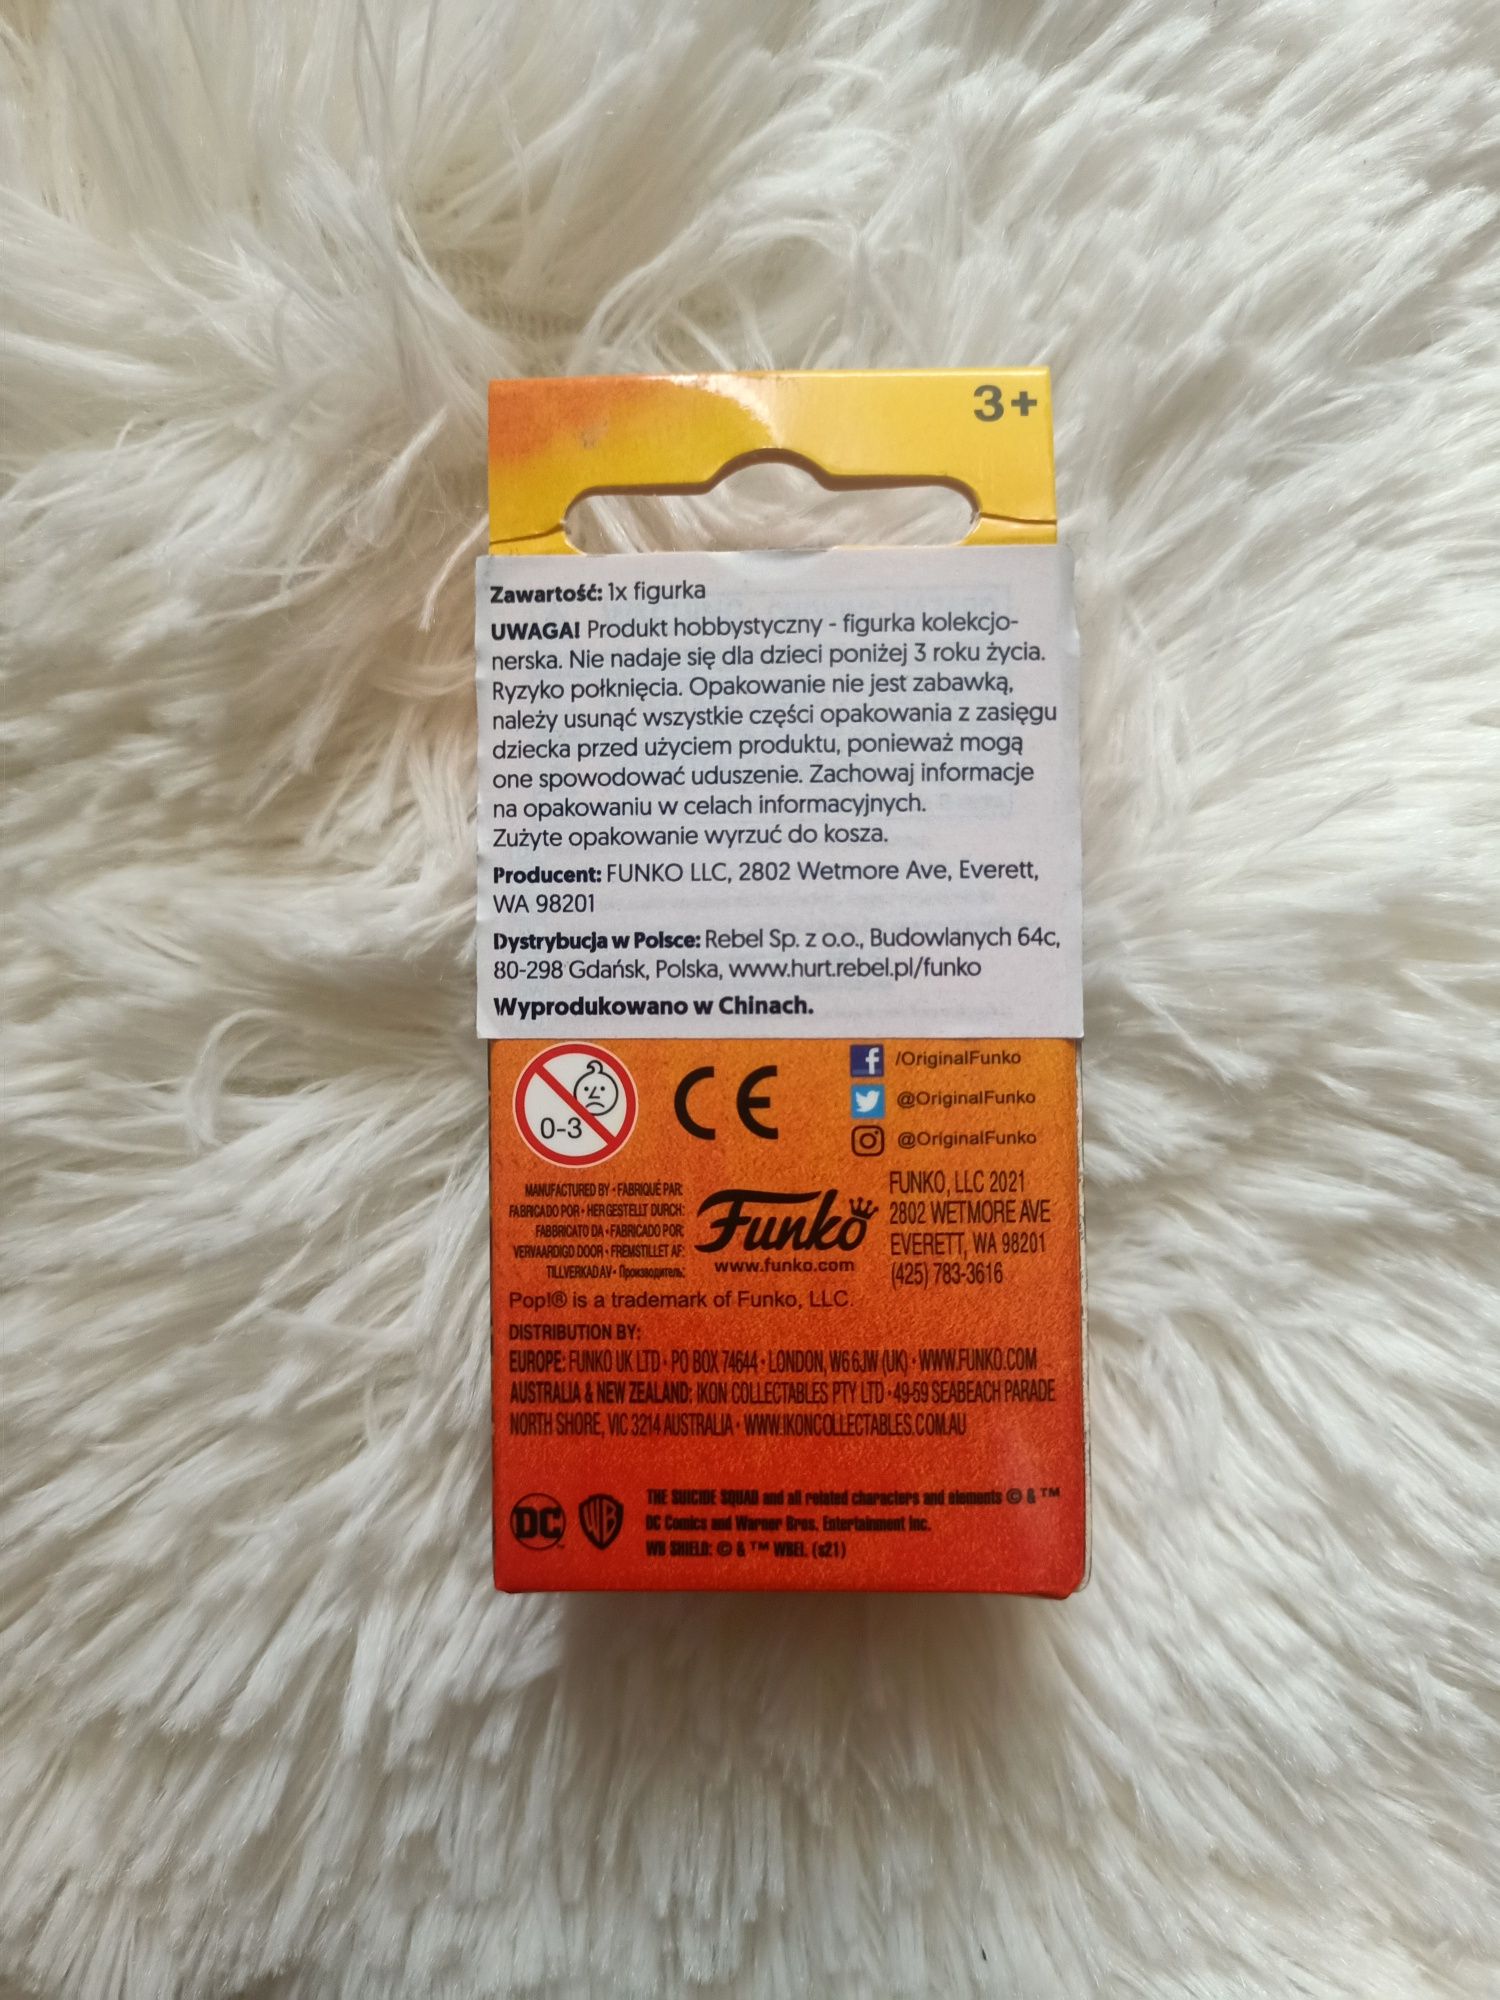 3+
Zawartość: 1x figurka
UWAGA! Produkt hobbystyczny - figurka kolekcjo-
nerska. Nie nadaje się dla dzieci poniżej 3 roku życia.
Ryzyko połknięcia. Opakowanie nie jest zabawką,
należy usunąć wszystkie części opakowania z zasięgu
dziecka przed użyciem produktu, ponieważ mogą
one spowodować uduszenie. Zachowaj informacje
na opakowaniu w celach informacyjnych.
Zużyte opakowanie wyrzuć do kosza.
Producent: FUNKO LLC, 2802 Wetmore Ave, Everett,
WA 98201
Dystrybucja w Polsce: Rebel Sp. z o.o., Budowlanych 64c,
80-298 Gdańsk, Polska, www.hurt.rebel.pl/funko
Wyprodukowano w Chinach.
0-3
CE
/OriginalFunko
@OriginalFunko
@OriginalFunko
MANUFACTURED BY • FABRIQUÉ PAR:
FABRICADO POR • HERGESTELLT DURCH:
FABBRICATO DA • FABRICADO POR:
VERVAARDIGD DOOR • FREMSTILLET AF:
TILLVERKAD AV • Производитель:
Funko
www.funko.com
FUNKO, LLC 2021
2802 WETMORE AVE
EVERETT, WA 98201
(425) 783-3616
Pop!® is a trademark of Funko, LLC.
DISTRIBUTION BY:
EUROPE: FUNKO UK LTD • PO BOX 74644 • LONDON, W6 6JW (UK) • WWW.FUNKO.COM
AUSTRALIA & NEW ZEALAND: IKON COLLECTABLES PTY LTD • 49-59 SEABEACH PARADE
NORTH SHORE, VIC 3214 AUSTRALIA • WWW.IKONCOLLECTABLES.COM.AU
DC
WB
THE SUICIDE SQUAD and all related characters and elements © & ™
DC Comics and Warner Bros. Entertainment Inc.
WB SHIELD: © & ™ WBEI. (s21)